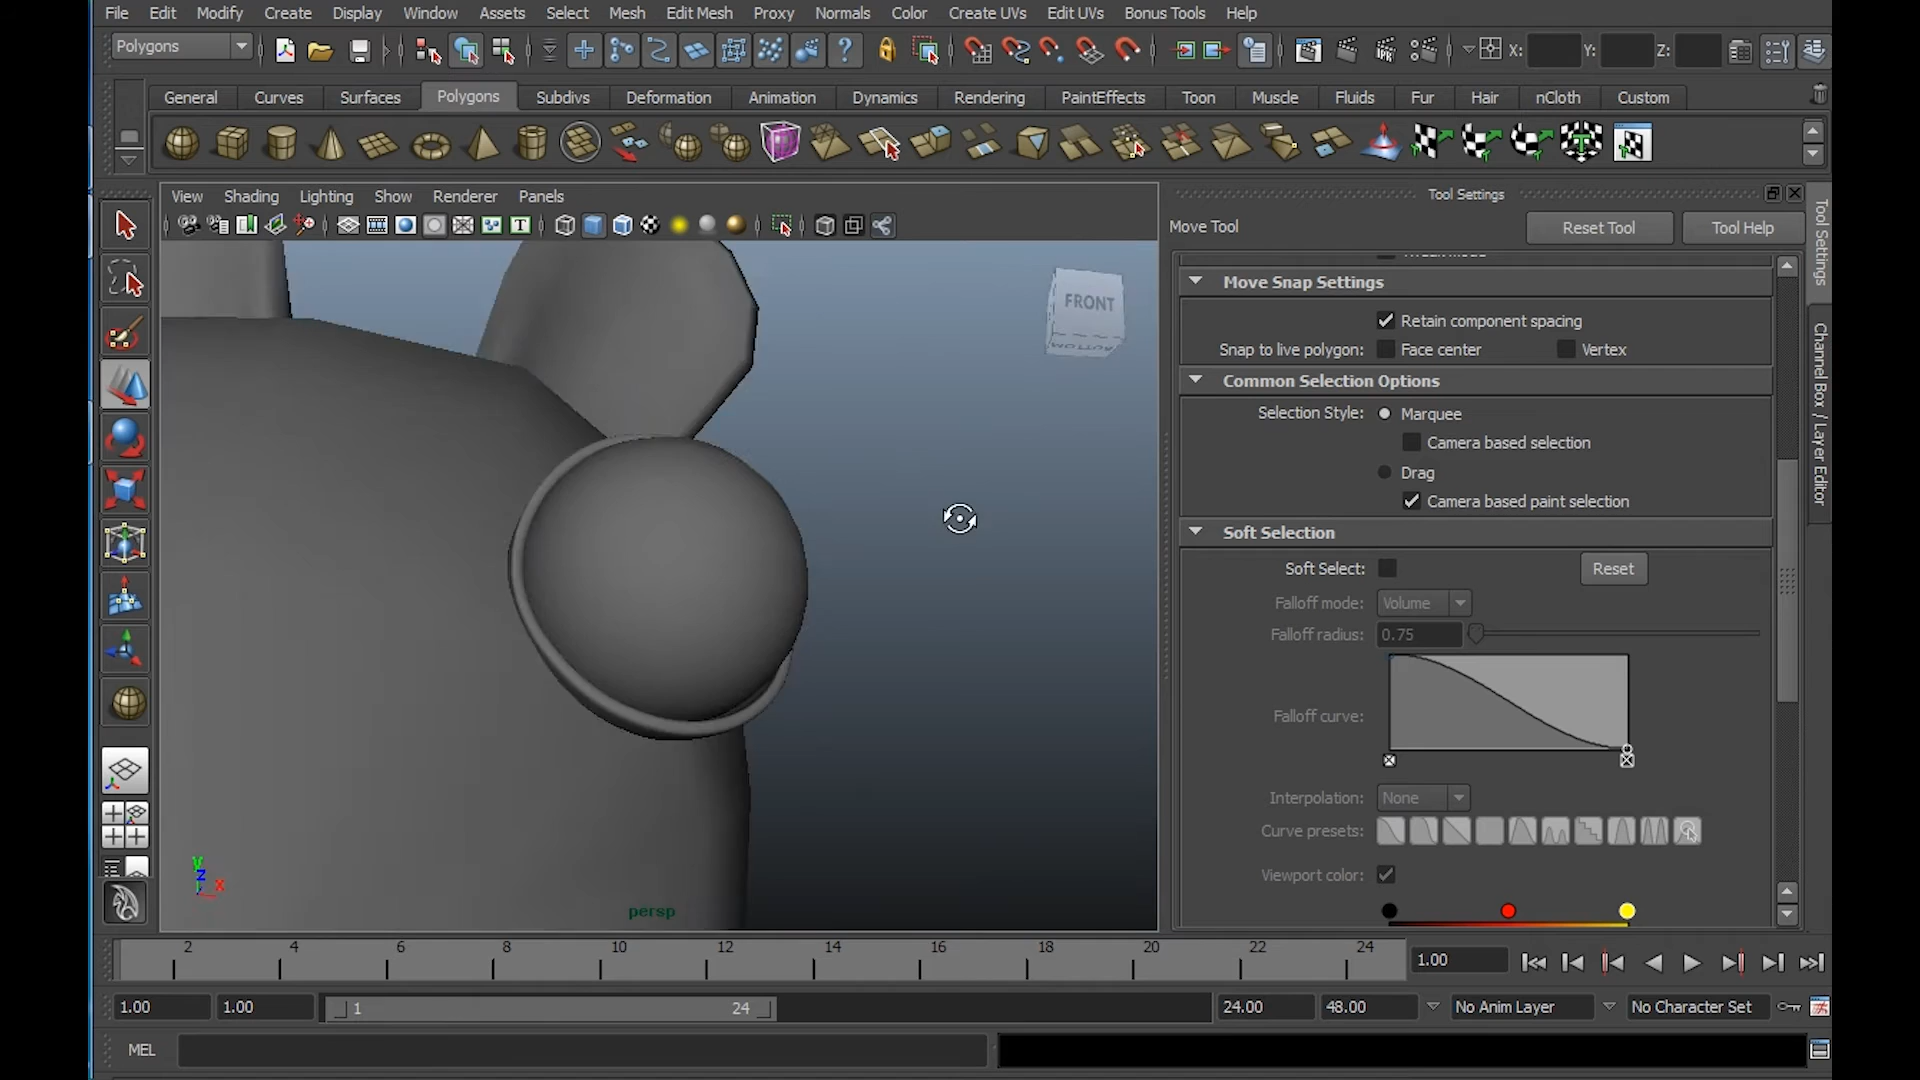 File Edit Modify Create Display Window Assets Select Mesh Edit Mesh Proxy Normals Color Create UVs Edit UVs Bonus Tools Help
Polygons X: Y: Z:
General Curves Surfaces Polygons Subdivs Deformation Animation Dynamics Rendering PaintEffects Toon Muscle Fluids Fur Hair nCloth Custom
View Shading Lighting Show Renderer Panels
Tool Settings
Move Tool Reset Tool Tool Help
Move Snap Settings
Retain component spacing
Snap to live polygon: Face center Vertex
Common Selection Options
Selection Style: Marquee
Camera based selection
Drag
Camera based paint selection
Soft Selection
Soft Select: Reset
Falloff mode: Volume
Falloff radius: 0.75
Falloff curve:
Interpolation: None
Curve presets:
Viewport color:
Tool Settings
Channel Box / Layer Editor
FRONT
BOTTOM
y
z
x
persp
2 4 6 8 10 12 14 16 18 20 22 24
1.00
1.00 1.00 1 24 24.00 48.00 No Anim Layer No Character Set
MEL